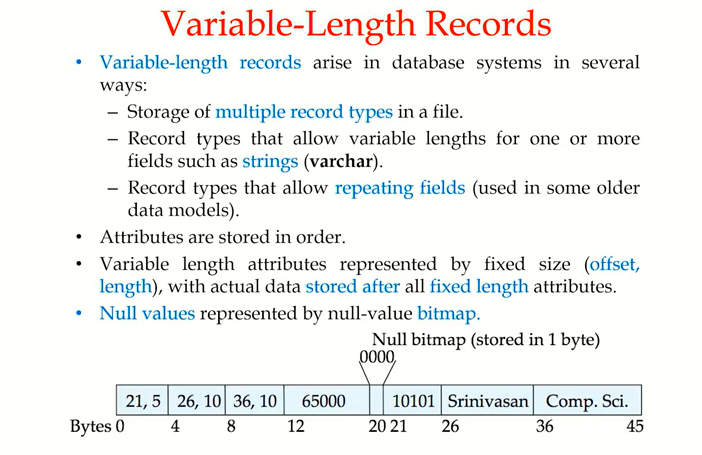 Variable-Length Records
• Variable-length records arise in database systems in several
ways:
– Storage of multiple record types in a file.
– Record types that allow variable lengths for one or more
fields such as strings (varchar).
– Record types that allow repeating fields (used in some older
data models).
• Attributes are stored in order.
• Variable length attributes represented by fixed size (offset,
length), with actual data stored after all fixed length attributes.
• Null values represented by null-value bitmap.
Null bitmap (stored in 1 byte)
0000
21, 5 26, 10 36, 10 65000 10101 Srinivasan Comp. Sci.
Bytes 0 4 8 12 20 21 26 36 45